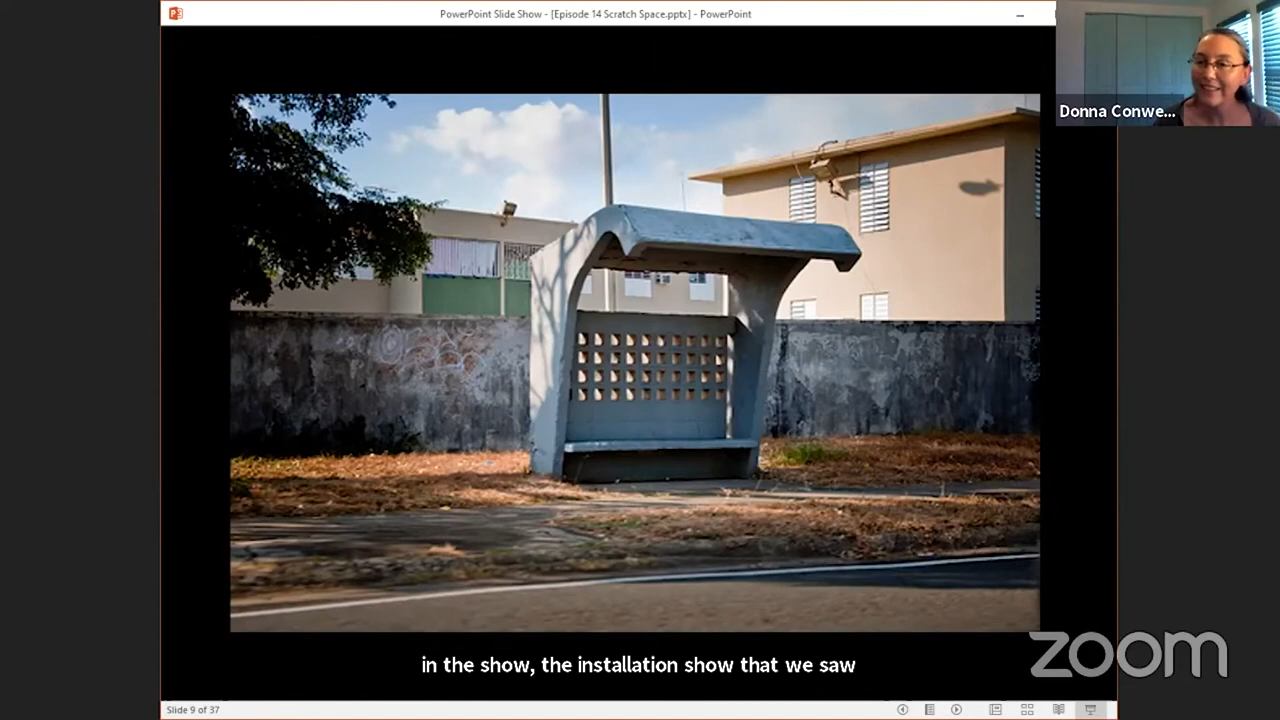 PowerPoint Slide Show - [Episode 14 Scratch Space.pptx] - PowerPoint
Donna Conwe...
in the show, the installation show that we saw
zoom
Slide 9 of 37